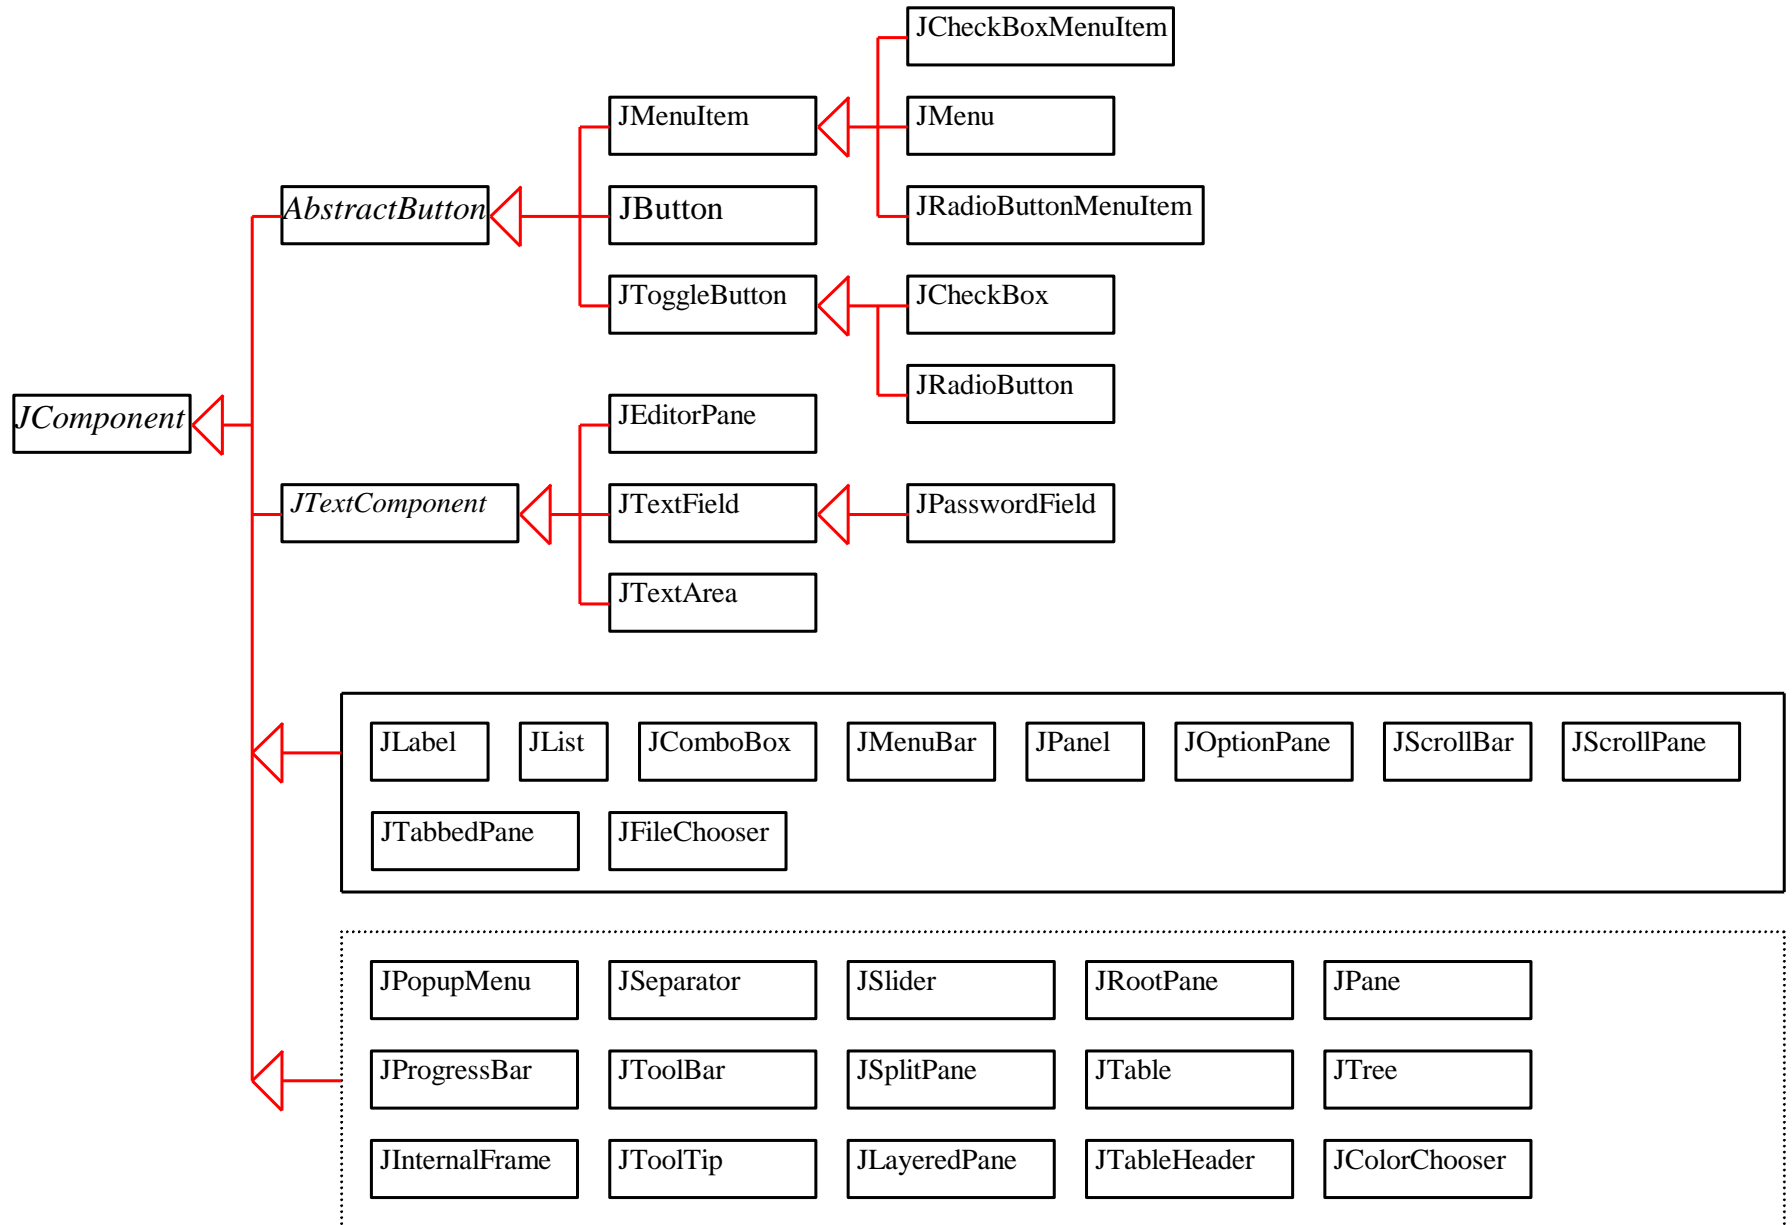 JCheckBoxMenuItem
JMenuItem
JMenu
AbstractButton
JButton
JRadioButtonMenuItem
JToggleButton
JCheckBox
JRadioButton
JComponent
JEditorPane
JTextComponent
JTextField
JPasswordField
JTextArea
JLabel JList JComboBox JMenuBar JPanel JOptionPane JScrollBar JScrollPane
JTabbedPane JFileChooser
JPopupMenu JSeparator JSlider JRootPane JPane
JProgressBar JToolBar JSplitPane JTable JTree
JInternalFrame JToolTip JLayeredPane JTableHeader JColorChooser